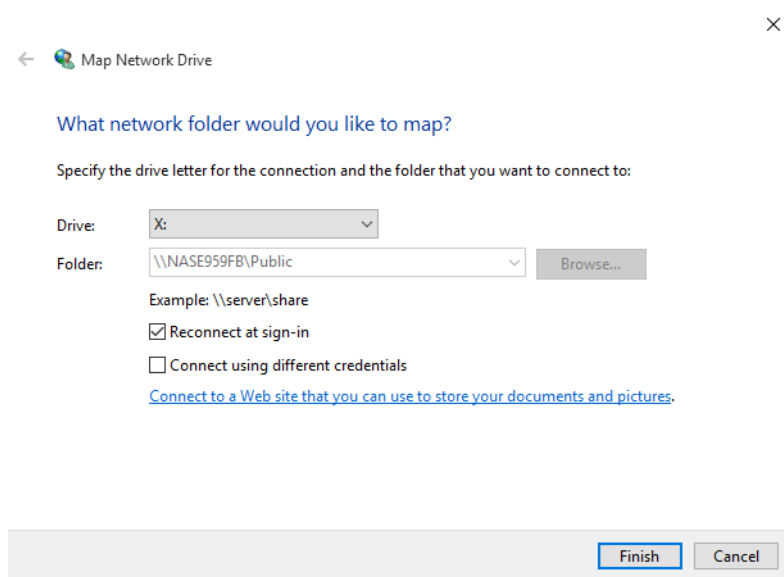 Map Network Drive
What network folder would you like to map?
Specify the drive letter for the connection and the folder that you want to connect to:
Drive: X:
Folder: \\NASE959FB\Public Browse...
Example: \\server\share
Reconnect at sign-in
Connect using different credentials
Connect to a Web site that you can use to store your documents and pictures.
Finish Cancel